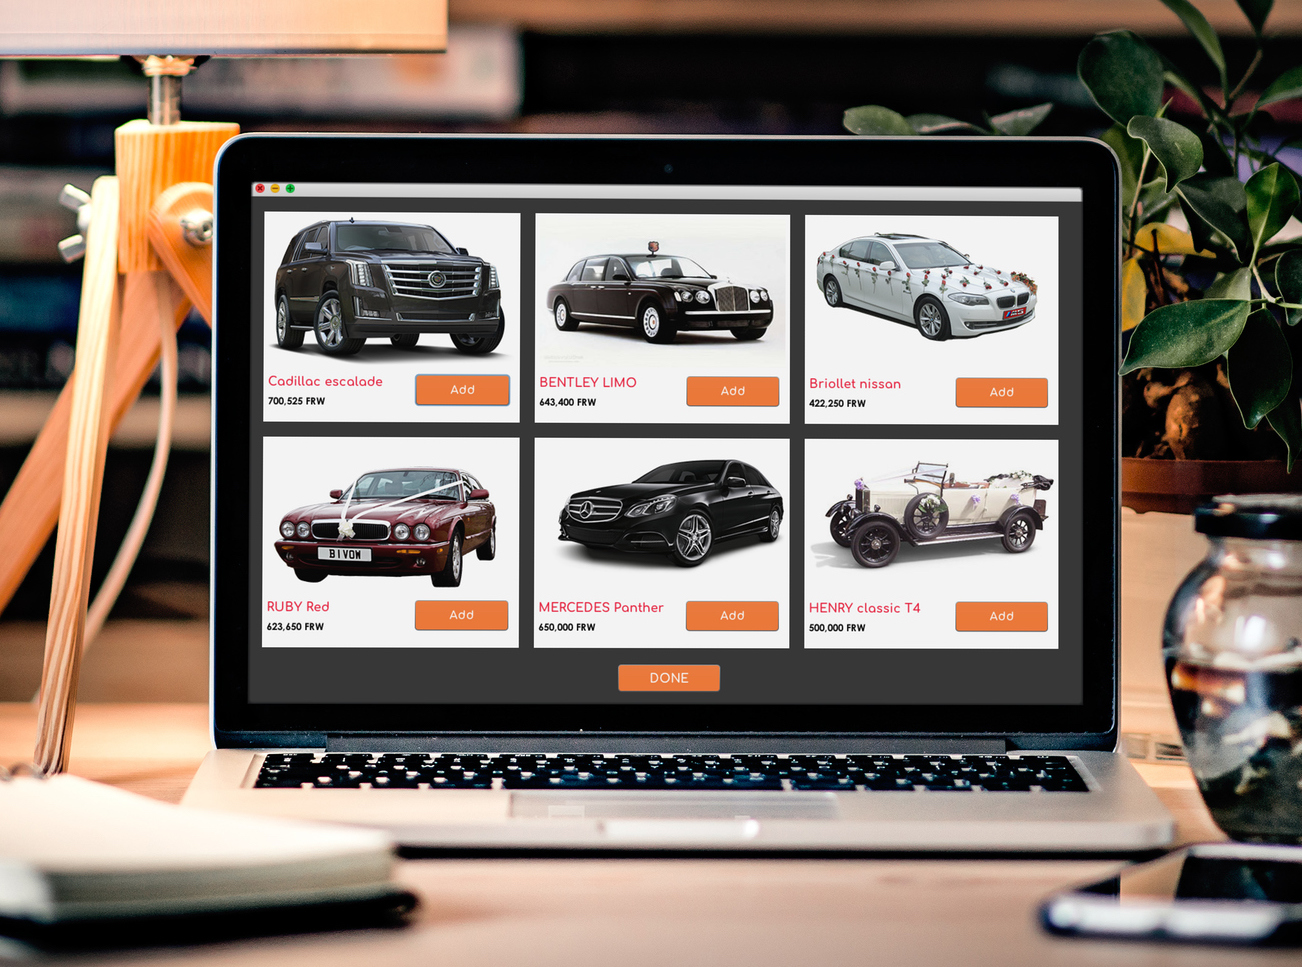 Cadillac escalade
700,525 FRW
Add
BENTLEY LIMO
643,400 FRW
Add
Briollet nissan
422,250 FRW
Add
RUBY Red
623,650 FRW
Add
B1 VOW
MERCEDES Panther
650,000 FRW
Add
HENRY classic T4
500,000 FRW
Add
DONE